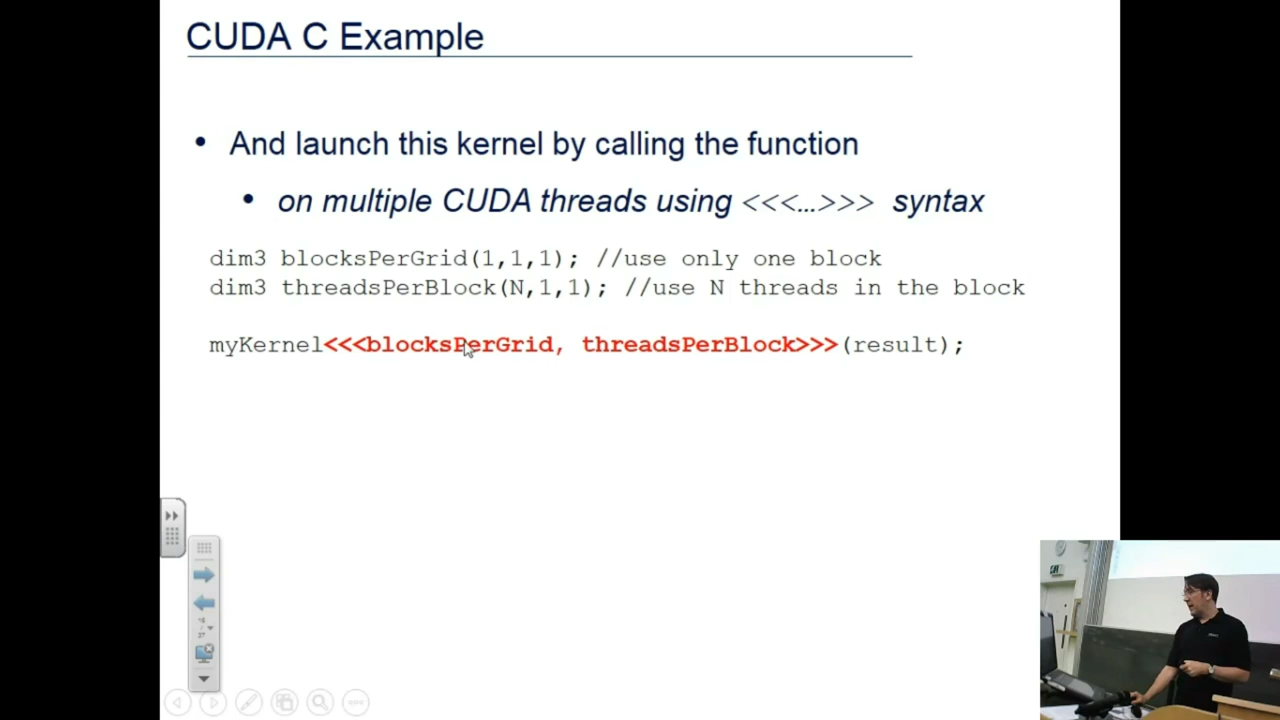 CUDA C Example
• And launch this kernel by calling the function
• on multiple CUDA threads using <<<…>>> syntax
dim3 blocksPerGrid(1,1,1); //use only one block
dim3 threadsPerBlock(N,1,1); //use N threads in the block
myKernel<<<blocksPerGrid, threadsPerBlock>>>(result);